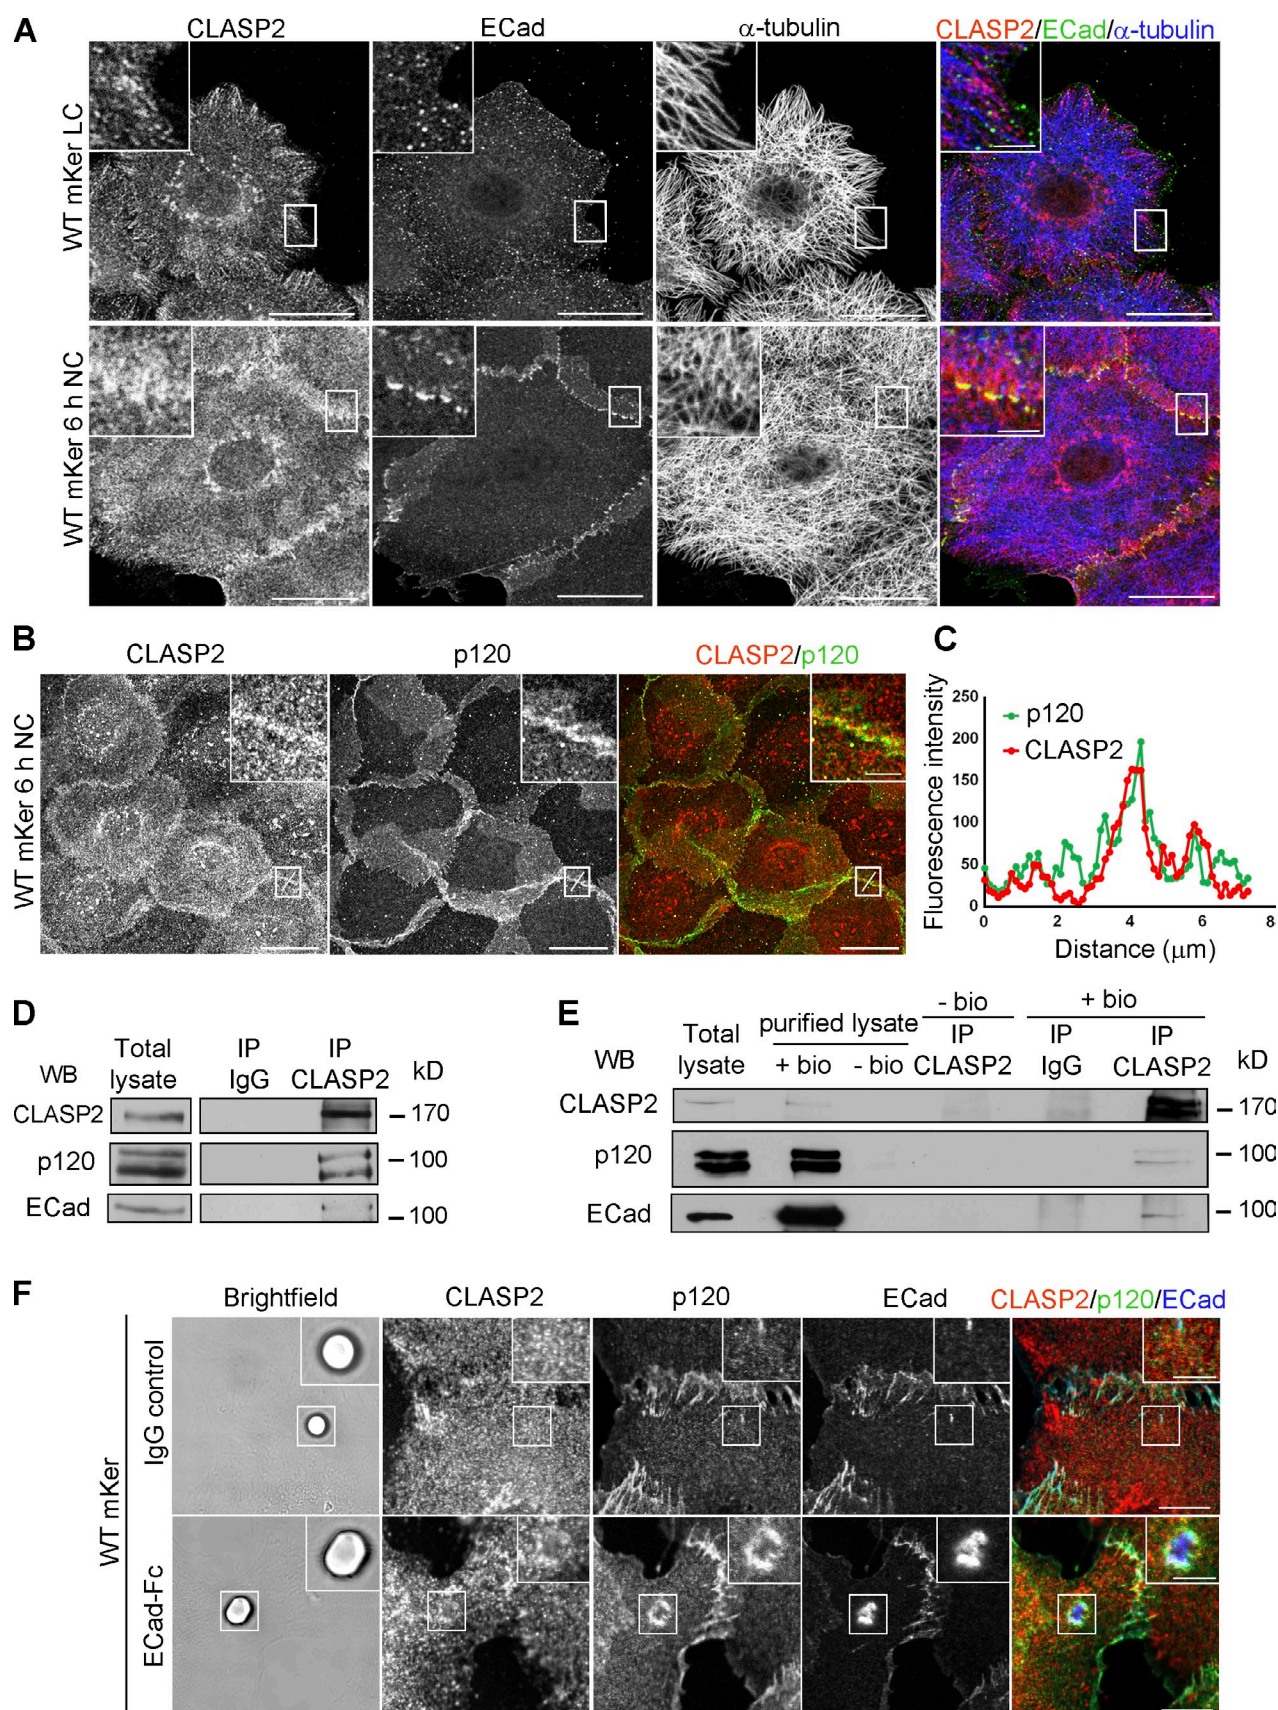 A
CLASP2
ECad
α-tubulin
CLASP2/ECad/α-tubulin
WT mKer LC
WT mKer 6 h NC
B
CLASP2
p120
CLASP2/p120
WT mKer 6 h NC
C
Fluorescence intensity
250
200
150
100
50
0
p120
CLASP2
0 2 4 6 8
Distance (μm)
D
WB
Total lysate
IP IgG
IP CLASP2
kD
CLASP2
170
p120
100
ECad
100
E
WB
Total lysate
purified lysate
+ bio
- bio
- bio
IP CLASP2
+ bio
IP IgG
IP CLASP2
kD
CLASP2
170
p120
100
ECad
100
F
Brightfield
CLASP2
p120
ECad
CLASP2/p120/ECad
WT mKer
IgG control
ECad-Fc